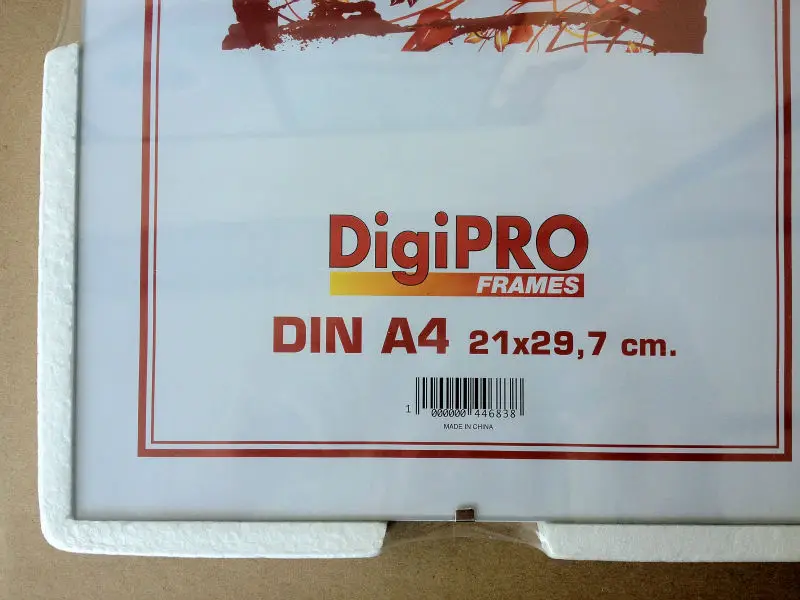 DigiPRO
FRAMES
DIN A4 21x29,7 cm.
1 000000 446838
MADE IN CHINA